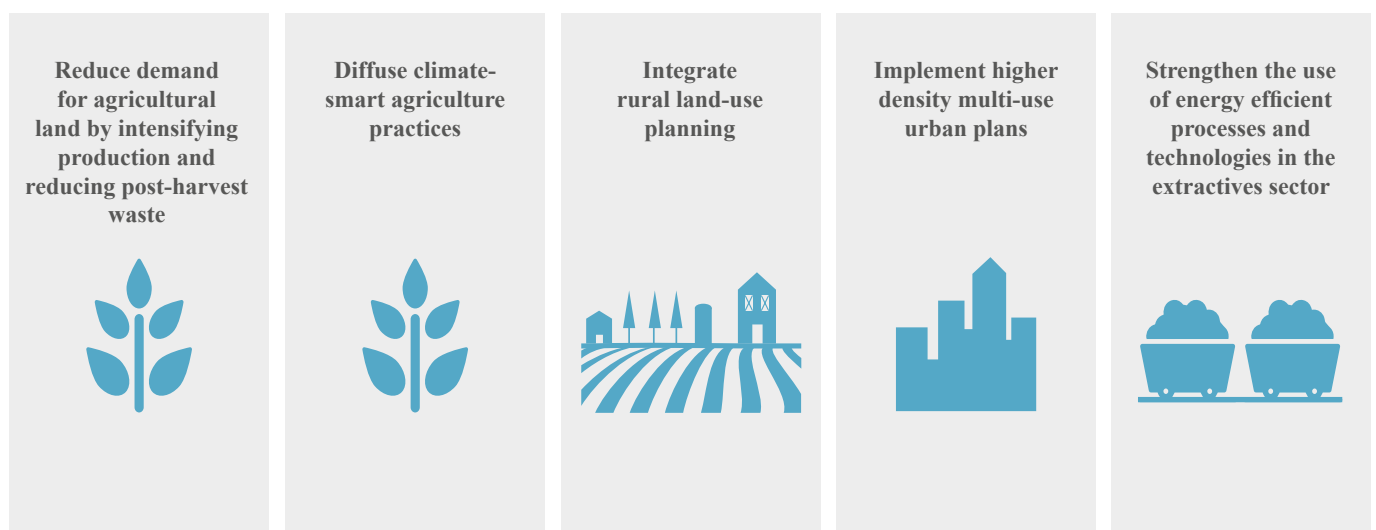 Reduce demand
for agricultural
land by intensifying
production and
reducing post-harvest
waste
Diffuse climate-
smart agriculture
practices
Integrate
rural land-use
planning
Implement higher
density multi-use
urban plans
Strengthen the use
of energy efficient
processes and
technologies in the
extractives sector